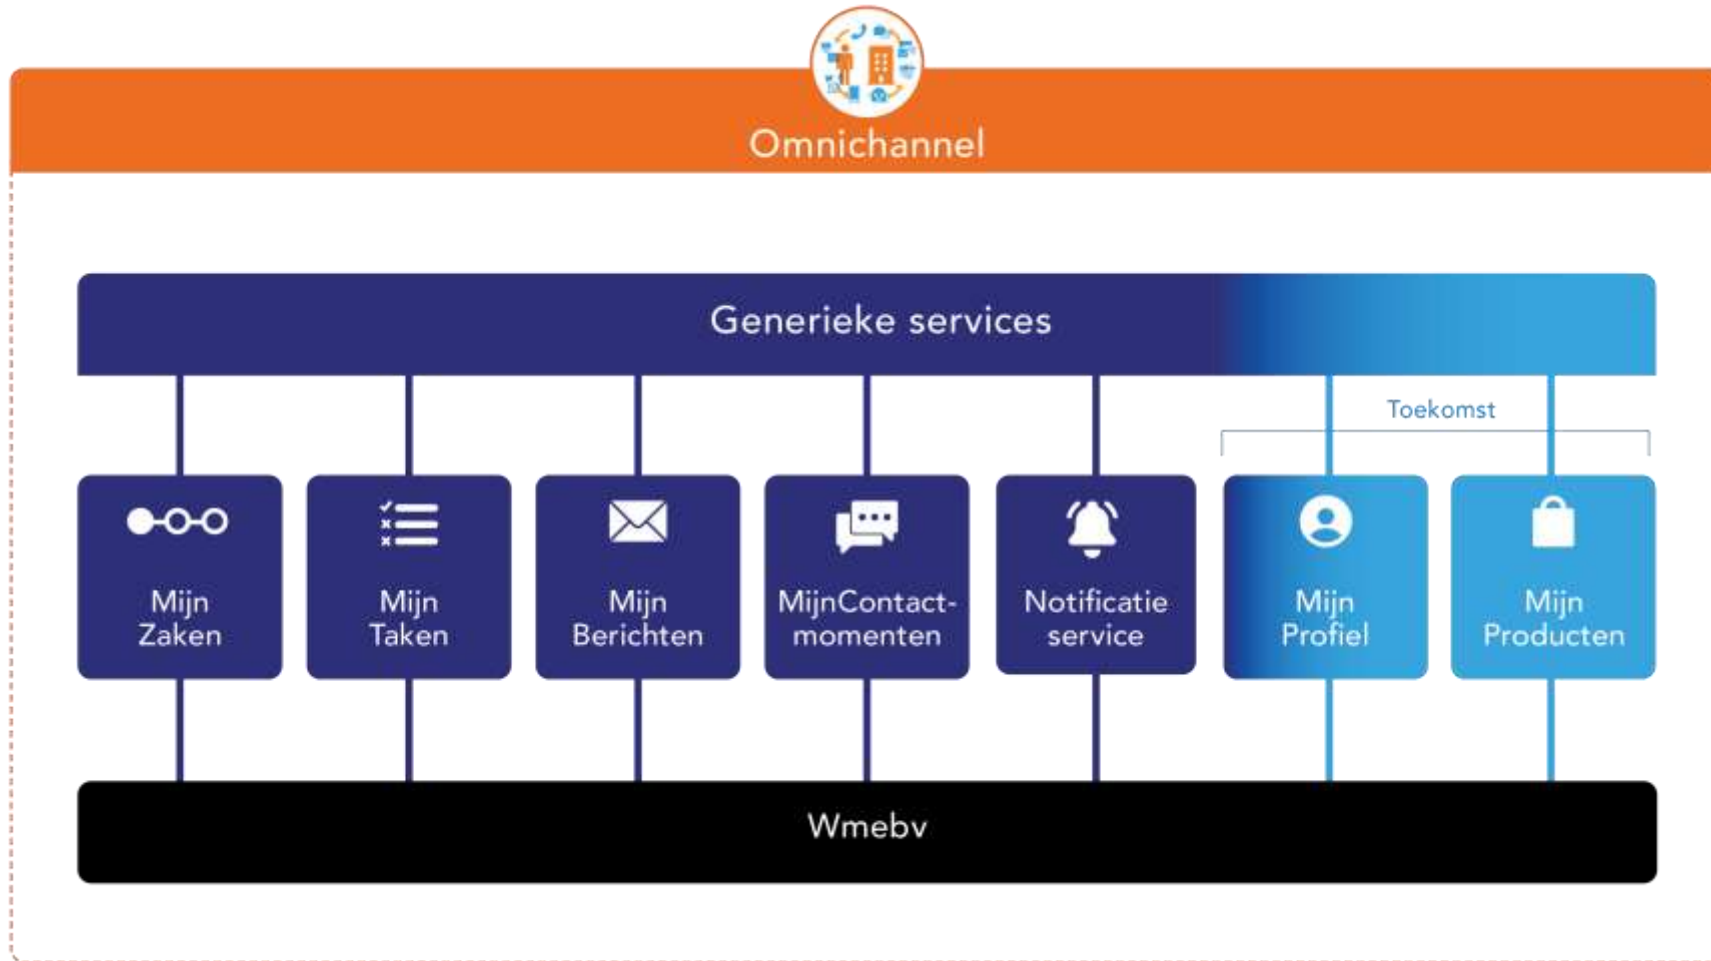 Omnichannel
Generieke services
Toekomst
Mijn
Zaken
Mijn
Taken
Mijn
Berichten
MijnContact-
momenten
Notificatie
service
Mijn
Profiel
Mijn
Producten
Wmebv